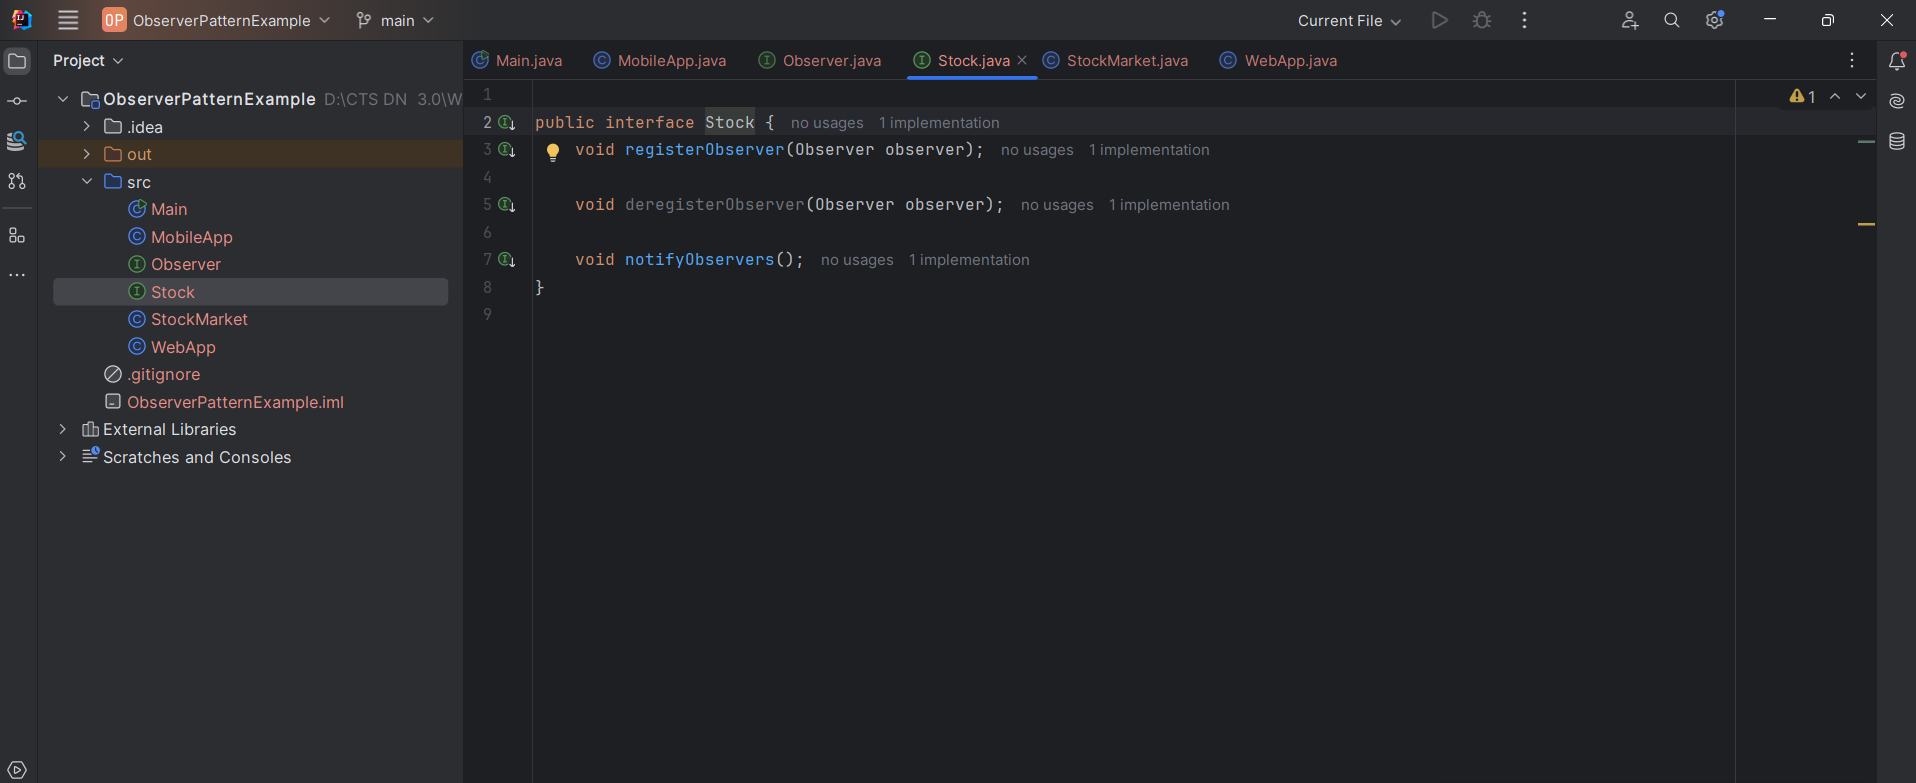 OP ObserverPatternExample main Current File
Project
ObserverPatternExample D:\CTS DN 3.0\W
.idea
out
src
Main
MobileApp
Observer
Stock
StockMarket
WebApp
.gitignore
ObserverPatternExample.iml
External Libraries
Scratches and Consoles
Main.java MobileApp.java Observer.java Stock.java StockMarket.java WebApp.java
1
1
2 public interface Stock { no usages 1 implementation
3 void registerObserver(Observer observer); no usages 1 implementation
4
5 void deregisterObserver(Observer observer); no usages 1 implementation
6
7 void notifyObservers(); no usages 1 implementation
8 }
9